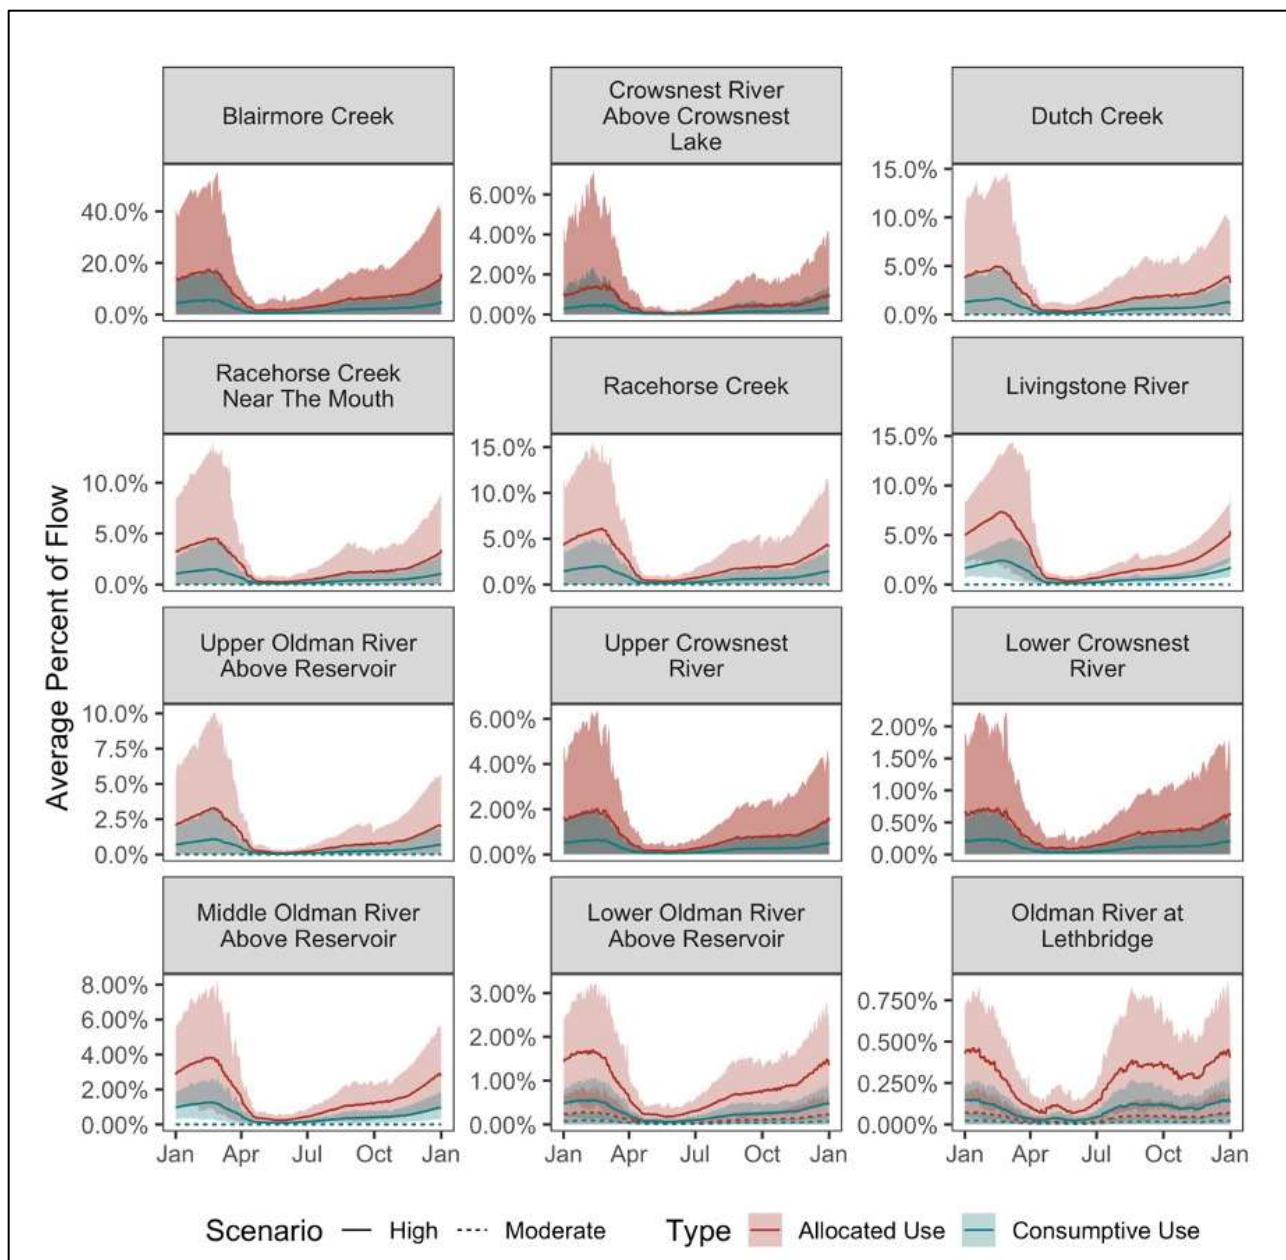 Blairmore Creek
Crowsnest River
Above Crowsnest
Lake
Dutch Creek
40.0%
20.0%
0.0%
6.00%
4.00%
2.00%
0.00%
15.0%
10.0%
5.0%
0.0%
Racehorse Creek
Near The Mouth
Racehorse Creek
Livingstone River
10.0%
5.0%
0.0%
15.0%
10.0%
5.0%
0.0%
15.0%
10.0%
5.0%
0.0%
Average Percent of Flow
Upper Oldman River
Above Reservoir
Upper Crowsnest
River
Lower Crowsnest
River
10.0%
7.5%
5.0%
2.5%
0.0%
6.00%
4.00%
2.00%
0.00%
2.00%
1.50%
1.00%
0.50%
0.00%
Middle Oldman River
Above Reservoir
Lower Oldman River
Above Reservoir
Oldman River at
Lethbridge
8.00%
6.00%
4.00%
2.00%
0.00%
3.00%
2.00%
1.00%
0.00%
0.750%
0.500%
0.250%
0.000%
Jan Apr Jul Oct Jan
Jan Apr Jul Oct Jan
Jan Apr Jul Oct Jan
Scenario High Moderate Type Allocated Use Consumptive Use